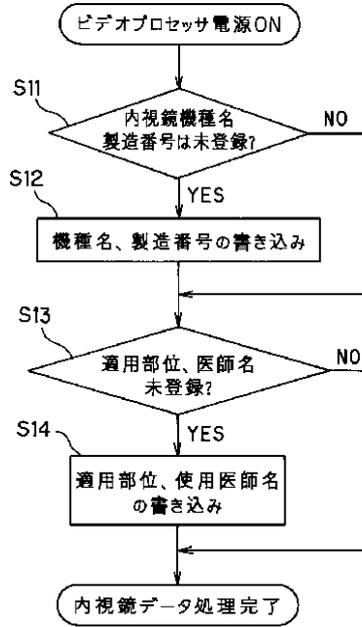 ビデオプロセッサ電源ON
S11
内視鏡機種名
製造番号は未登録?
NO
YES
S12
機種名、製造番号の書き込み
S13
適用部位、医師名
未登録?
NO
YES
S14
適用部位、使用医師名
の書き込み
内視鏡データ処理完了